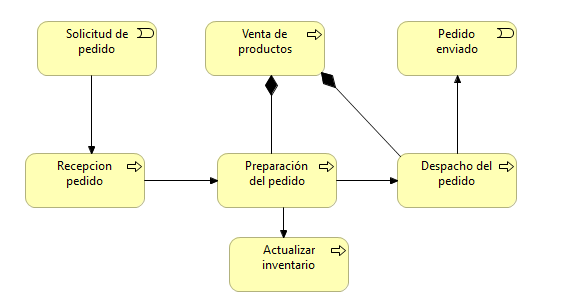 Solicitud de
pedido
Venta de
productos
Pedido
enviado
Recepcion
pedido
Preparación
del pedido
Despacho del
pedido
Actualizar
inventario